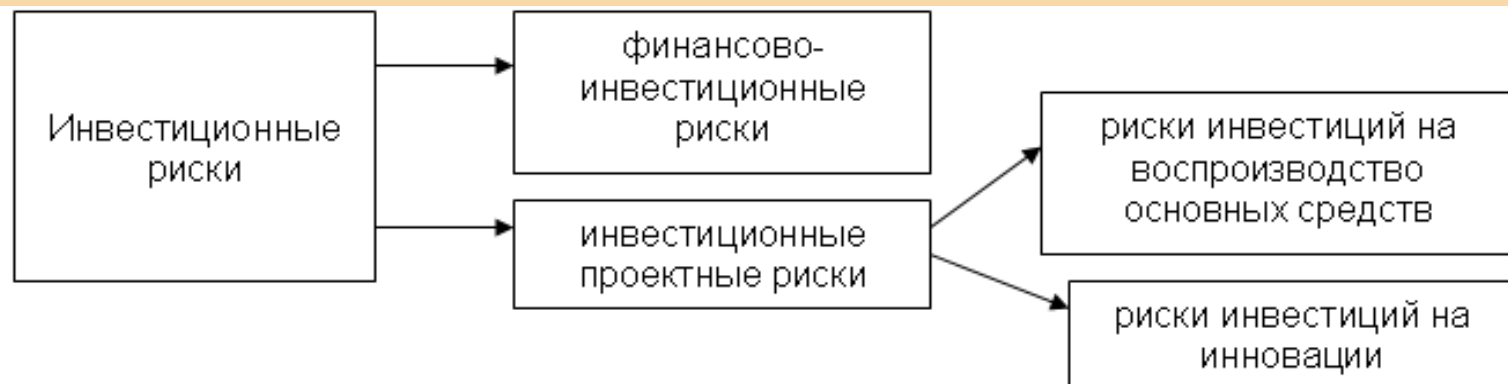 Инвестиционные
риски
финансово-
инвестиционные
риски
инвестиционные
проектные риски
риски инвестиций на
воспроизводство
основных средств
риски инвестиций на
инновации